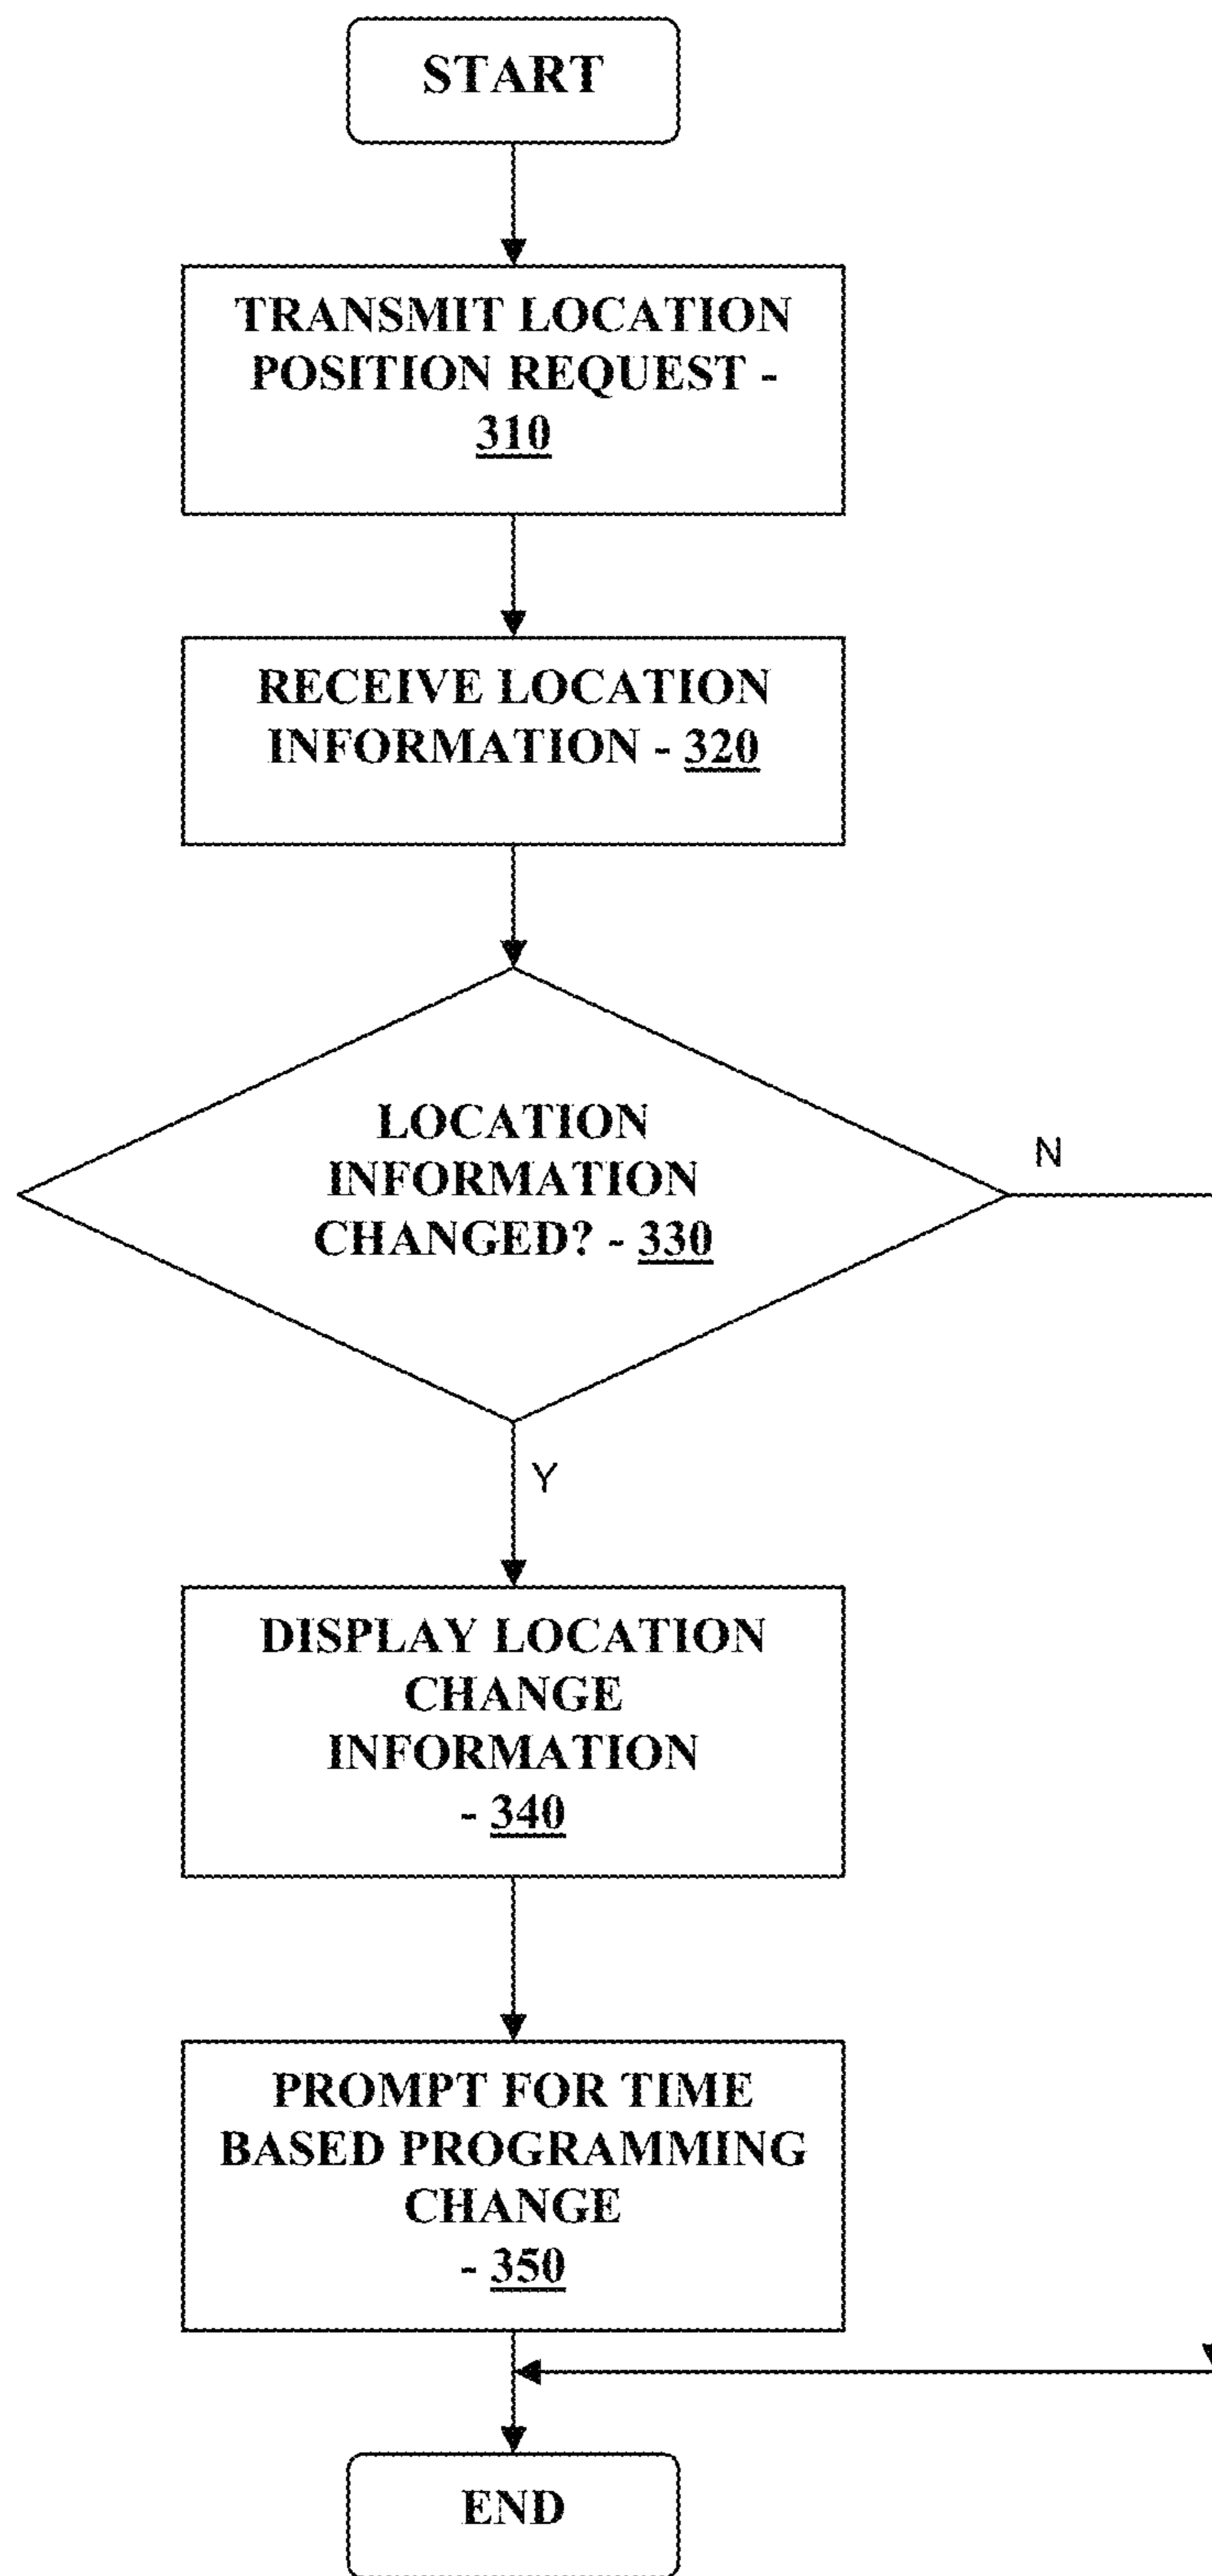 START
TRANSMIT LOCATION
POSITION REQUEST -
310
RECEIVE LOCATION
INFORMATION - 320
LOCATION
INFORMATION
CHANGED? - 330
N
Y
DISPLAY LOCATION
CHANGE
INFORMATION
- 340
PROMPT FOR TIME
BASED PROGRAMMING
CHANGE
- 350
END